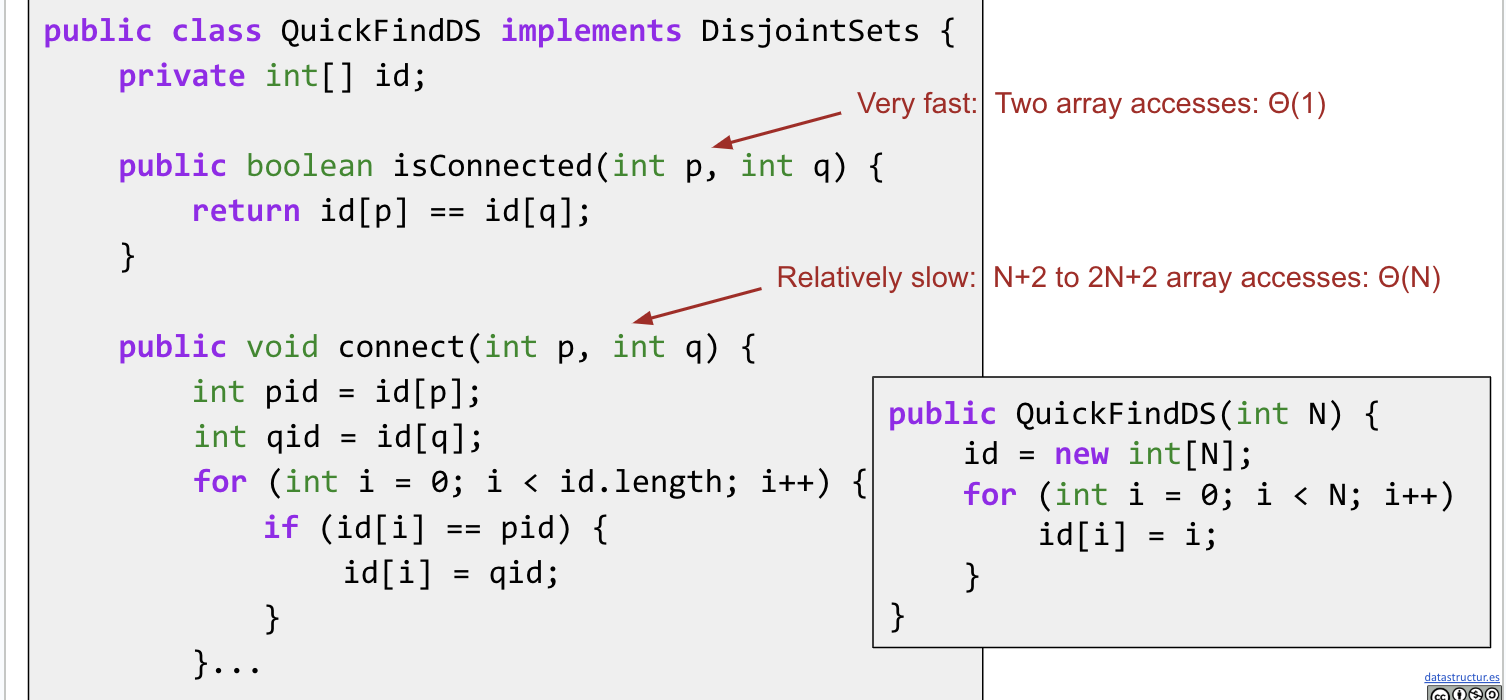 public class QuickFindDS implements DisjointSets {
private int[] id;
Very fast: Two array accesses: Θ(1)
public boolean isConnected(int p, int q) {
return id[p] == id[q];
}
Relatively slow: N+2 to 2N+2 array accesses: Θ(N)
public void connect(int p, int q) {
int pid = id[p];
int qid = id[q];
for (int i = 0; i < id.length; i++) {
if (id[i] == pid) {
id[i] = qid;
}
}...
public QuickFindDS(int N) {
id = new int[N];
for (int i = 0; i < N; i++)
id[i] = i;
}
}
datastructur.es